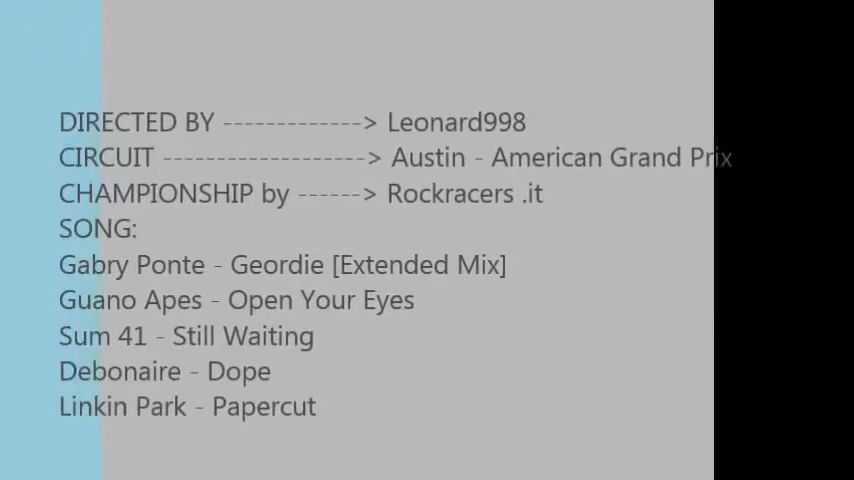 DIRECTED BY -------------> Leonard998
CIRCUIT -------------------> Austin - American Grand Prix
CHAMPIONSHIP by ------> Rockracers .it
SONG:
Gabry Ponte - Geordie [Extended Mix]
Guano Apes - Open Your Eyes
Sum 41 - Still Waiting
Debonaire - Dope
Linkin Park - Papercut